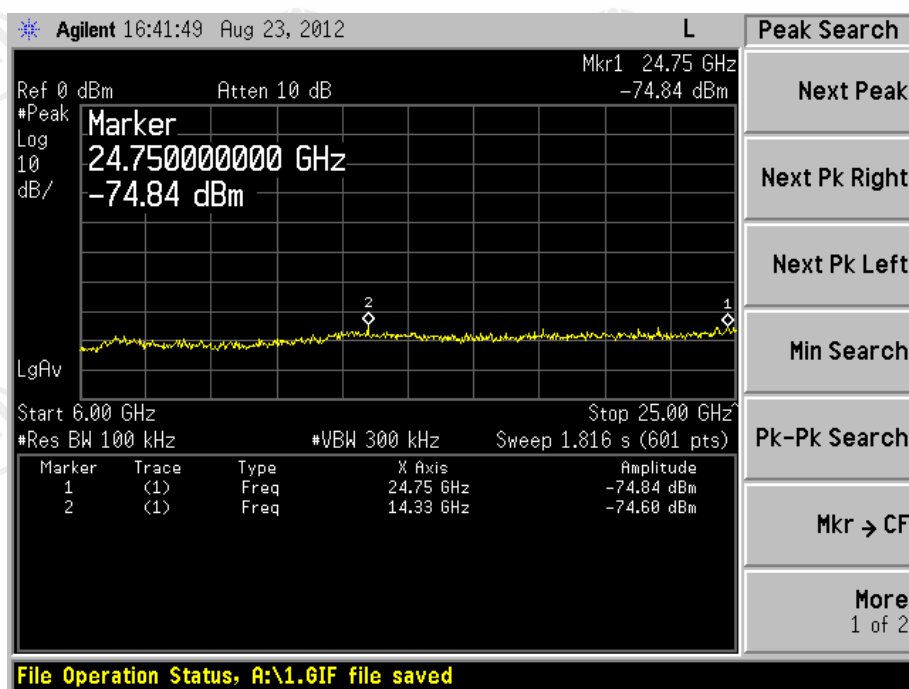 Agilent 16:41:49 Aug 23, 2012 L
Peak Search
Mkr1 24.75 GHz
Ref 0 dBm Atten 10 dB -74.84 dBm
#Peak
Log
10
dB/
Marker
24.750000000 GHz
-74.84 dBm
2
1
LgAv
Start 6.00 GHz Stop 25.00 GHz^
#Res BW 100 kHz #VBW 300 kHz Sweep 1.816 s (601 pts)
Marker Trace Type X Axis Amplitude
1 (1) Freq 24.75 GHz -74.84 dBm
2 (1) Freq 14.33 GHz -74.60 dBm
Next Peak
Next Pk Right
Next Pk Left
Min Search
Pk-Pk Search
Mkr → CF
More
1 of 2
File Operation Status, A:\1.GIF file saved